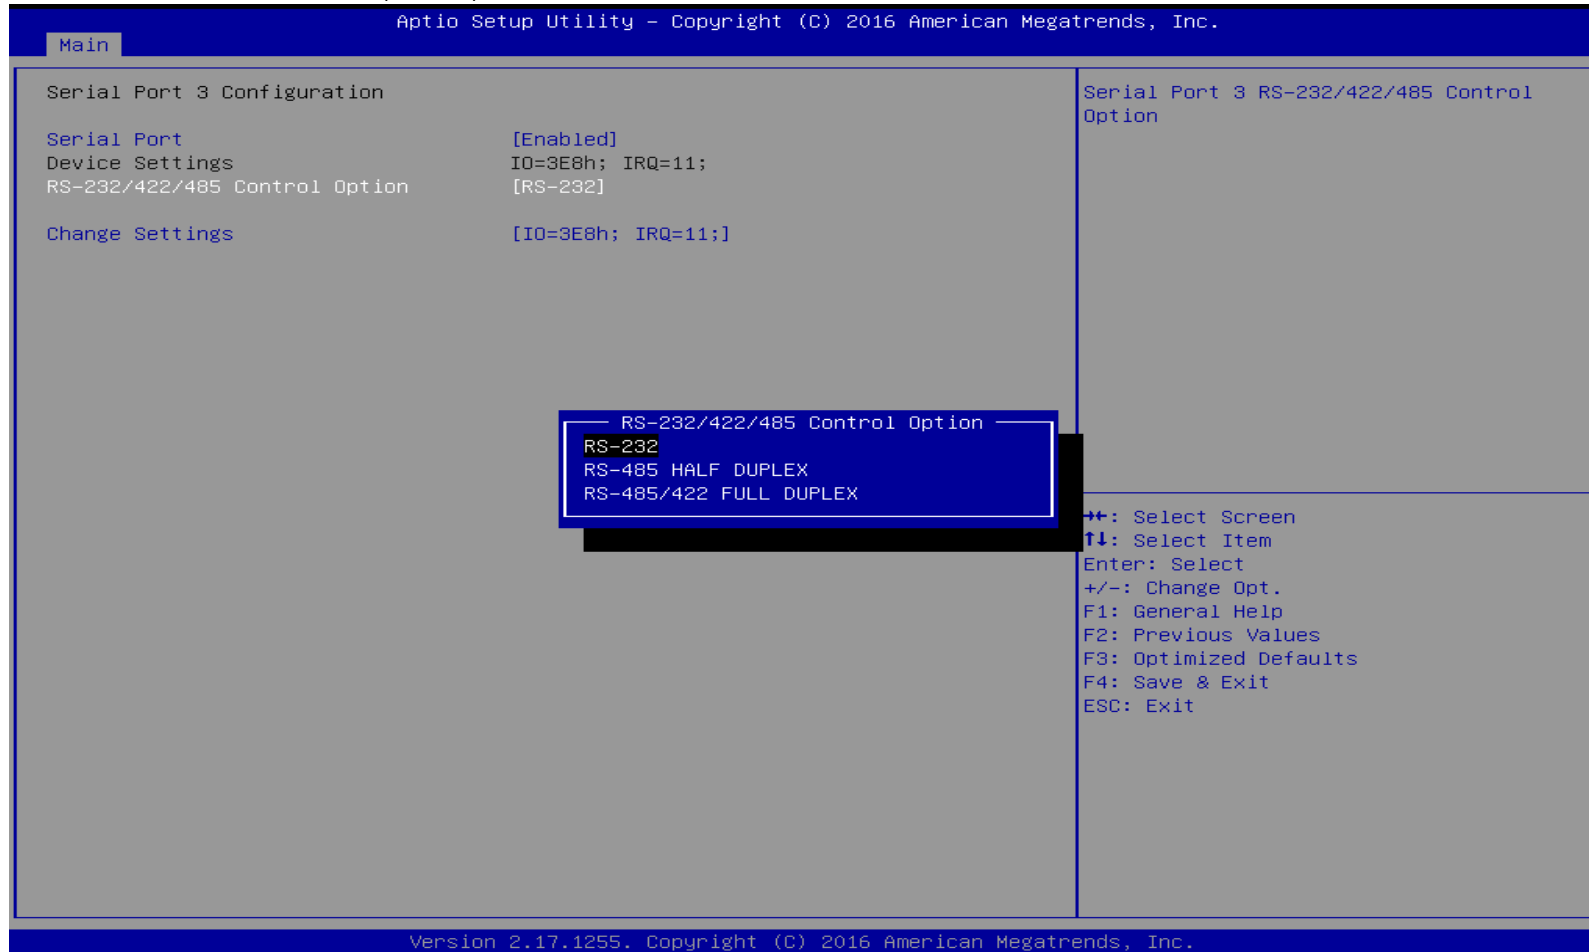 Aptio Setup Utility – Copyright (C) 2016 American Megatrends, Inc.
Main
Serial Port 3 Configuration
Serial Port [Enabled]
Device Settings IO=3E8h; IRQ=11;
RS-232/422/485 Control Option [RS-232]
Change Settings [IO=3E8h; IRQ=11;]
Serial Port 3 RS-232/422/485 Control
Option
RS-232/422/485 Control Option
RS-232
RS-485 HALF DUPLEX
RS-485/422 FULL DUPLEX
→←: Select Screen
↑↓: Select Item
Enter: Select
+/-: Change Opt.
F1: General Help
F2: Previous Values
F3: Optimized Defaults
F4: Save & Exit
ESC: Exit
Version 2.17.1255. Copyright (C) 2016 American Megatrends, Inc.